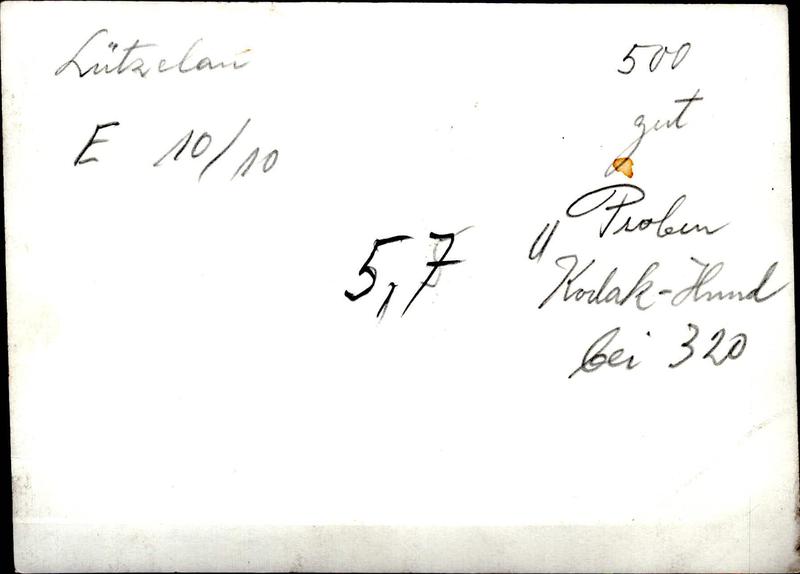 Lützelau
500
gut
E 10/10
" Proben
5,7
Kodak-Hund
bei 320